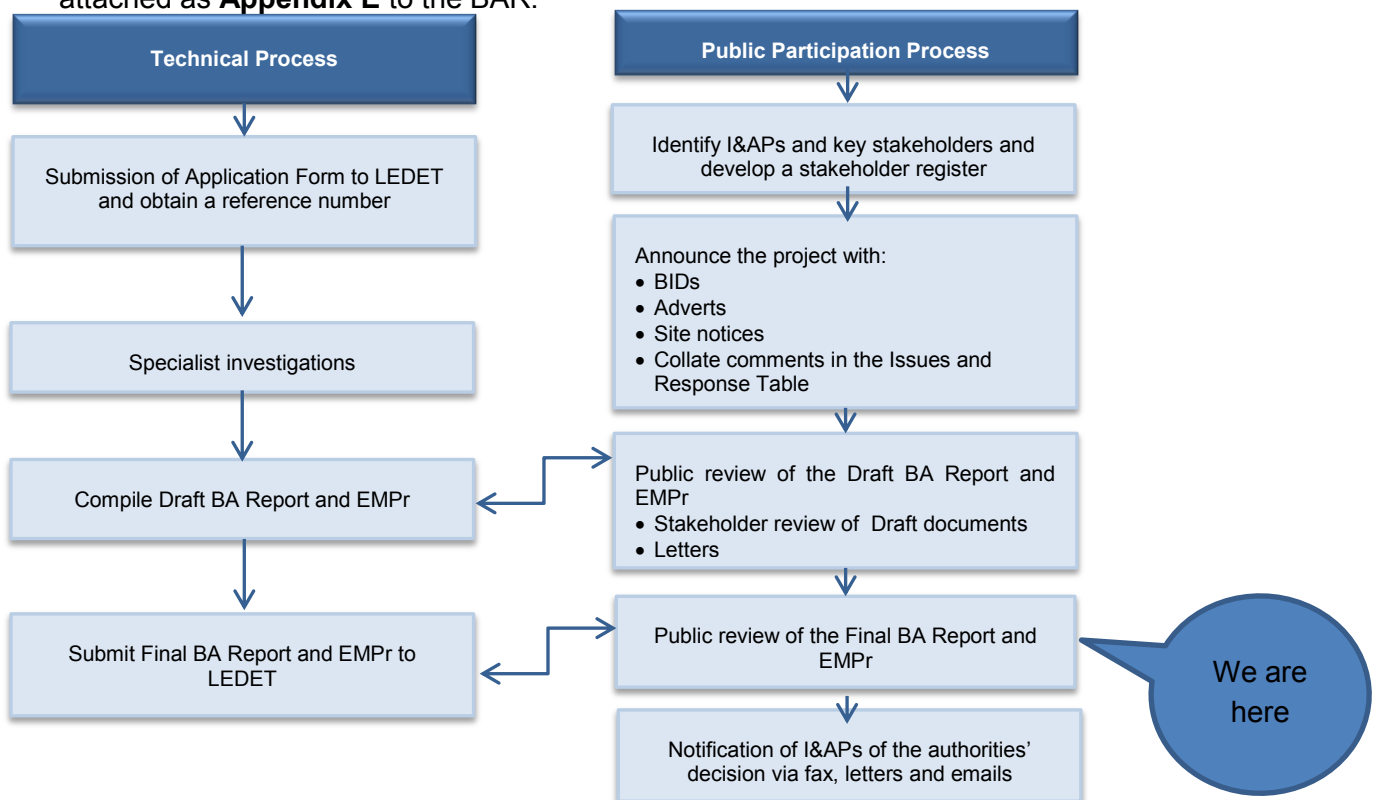 attached as Appendix E to the BAR.
Technical Process
Submission of Application Form to LEDET
and obtain a reference number
Specialist investigations
Compile Draft BA Report and EMPr
Submit Final BA Report and EMPr to
LEDET
Public Participation Process
Identify I&APs and key stakeholders and
develop a stakeholder register
Announce the project with:
• BIDs
• Adverts
• Site notices
• Collate comments in the Issues and
Response Table
Public review of the Draft BA Report and
EMPr
• Stakeholder review of Draft documents
• Letters
Public review of the Final BA Report and
EMPr
Notification of I&APs of the authorities’
decision via fax, letters and emails
We are
here